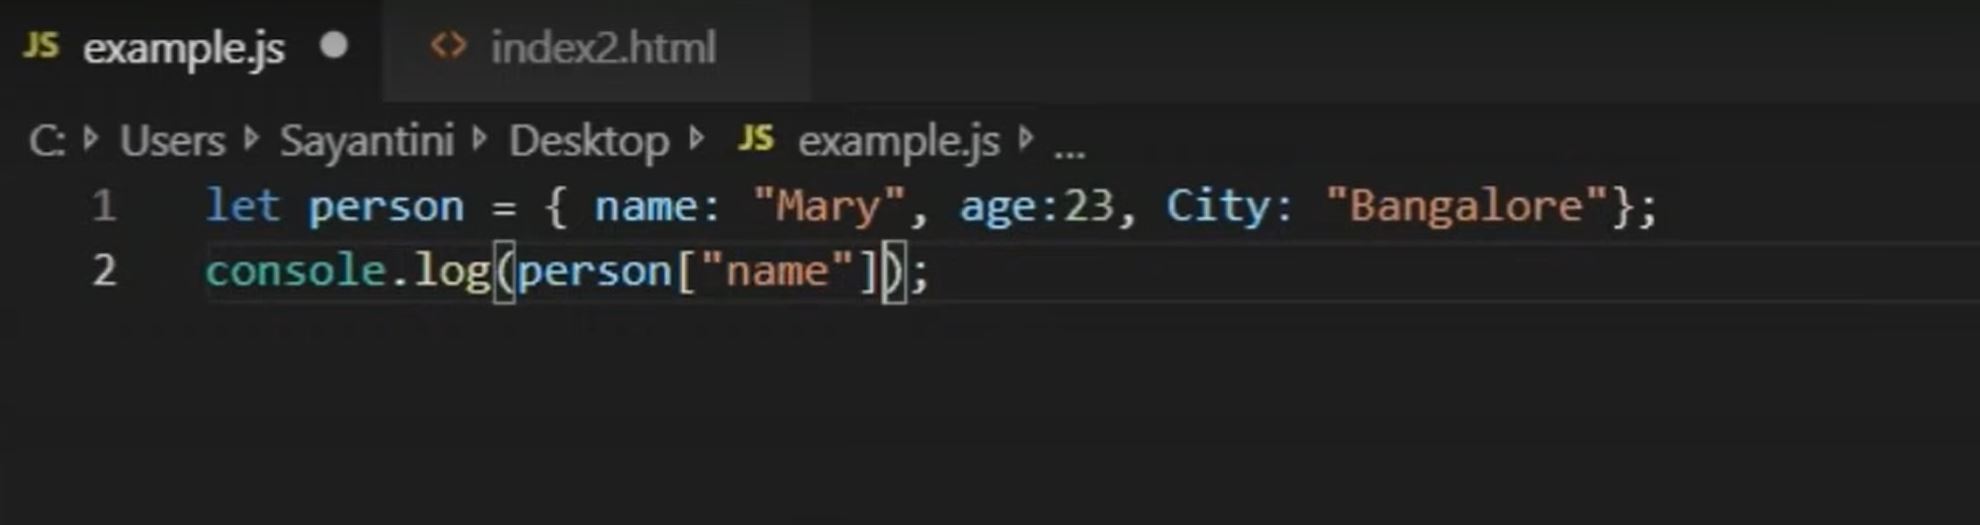 JS example.js ● <> index2.html
C: Users Sayantini Desktop JS example.js ...
1 let person = { name: "Mary", age:23, City: "Bangalore"};
2 console.log(person["name"]);